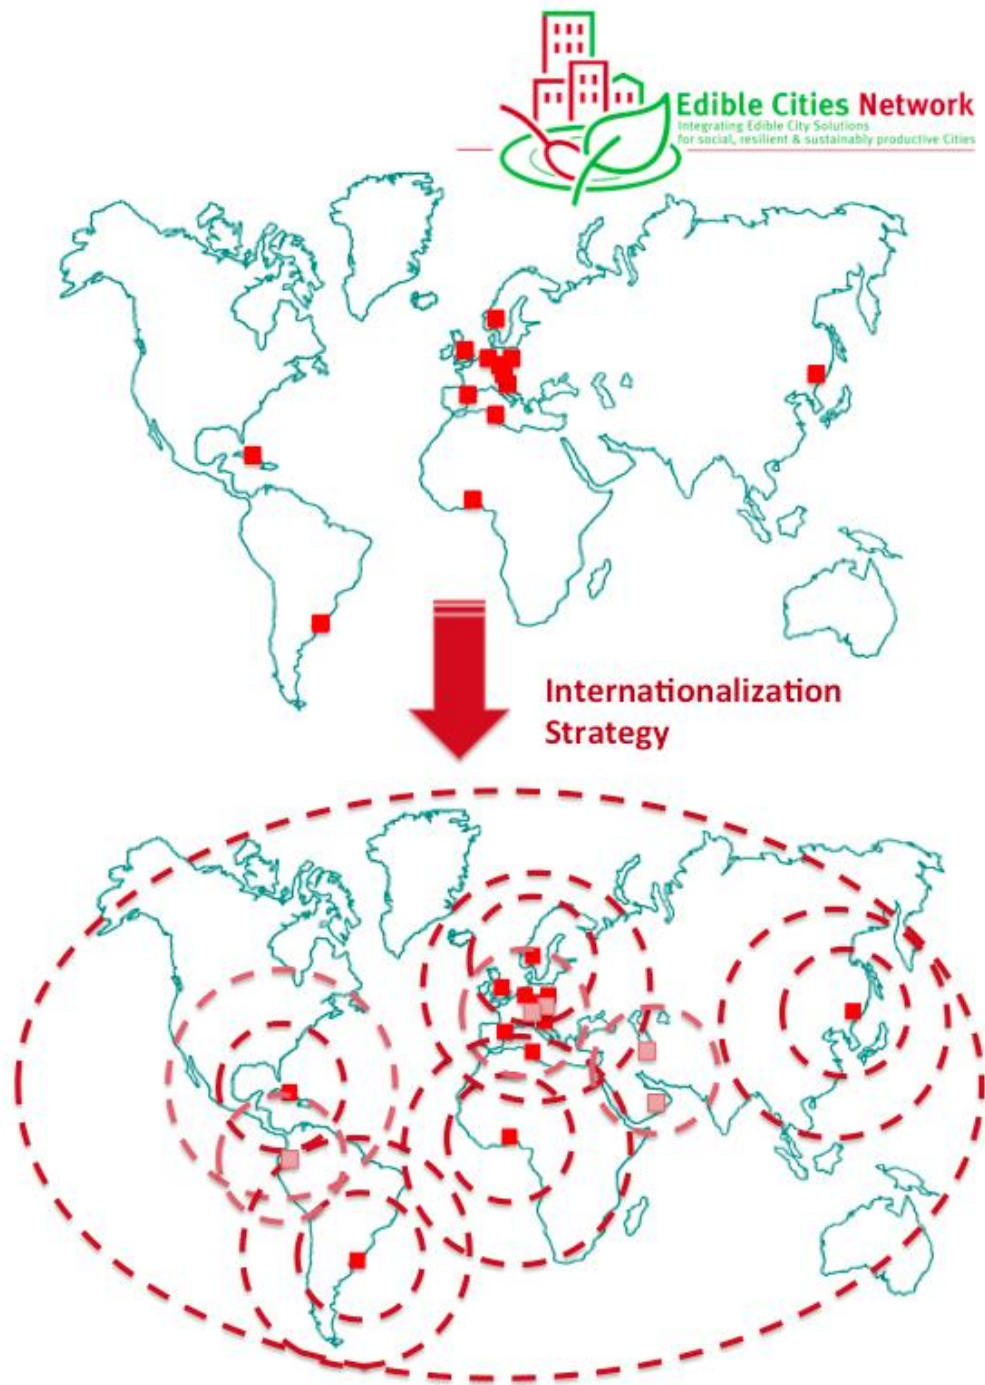 Edible Cities Network
Integrating Edible City Solutions
for social, resilient & sustainably productive Cities
Internationalization
Strategy